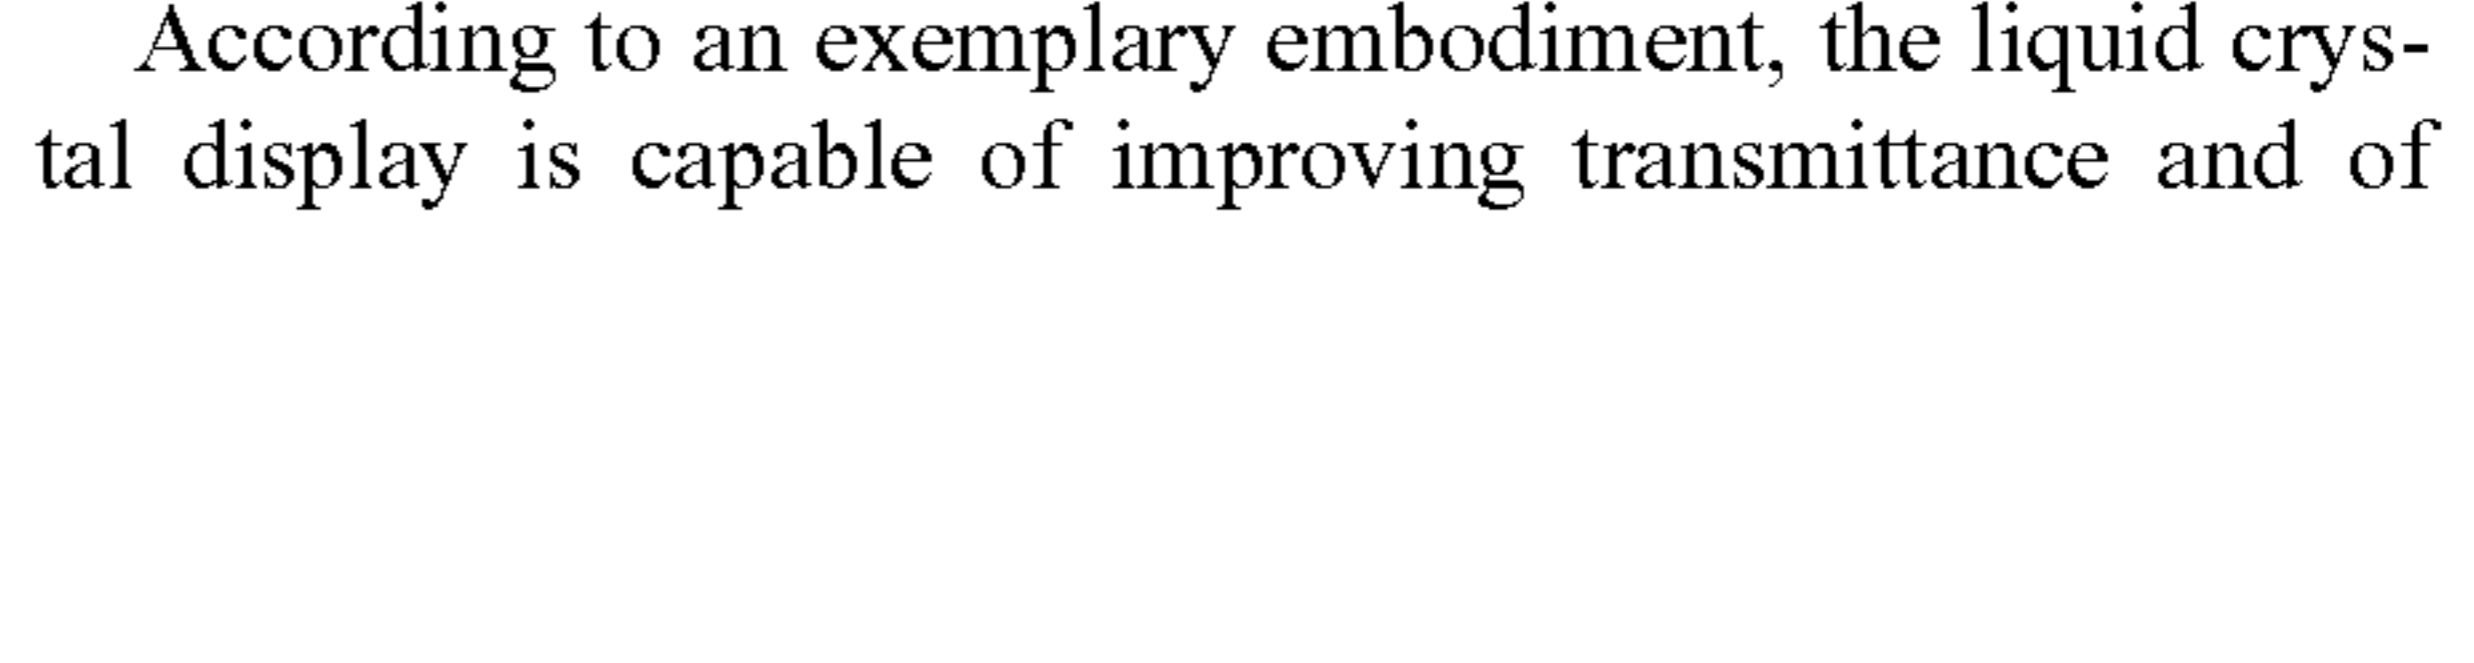 According to an exemplary embodiment, the liquid crys-
tal display is capable of improving transmittance and of